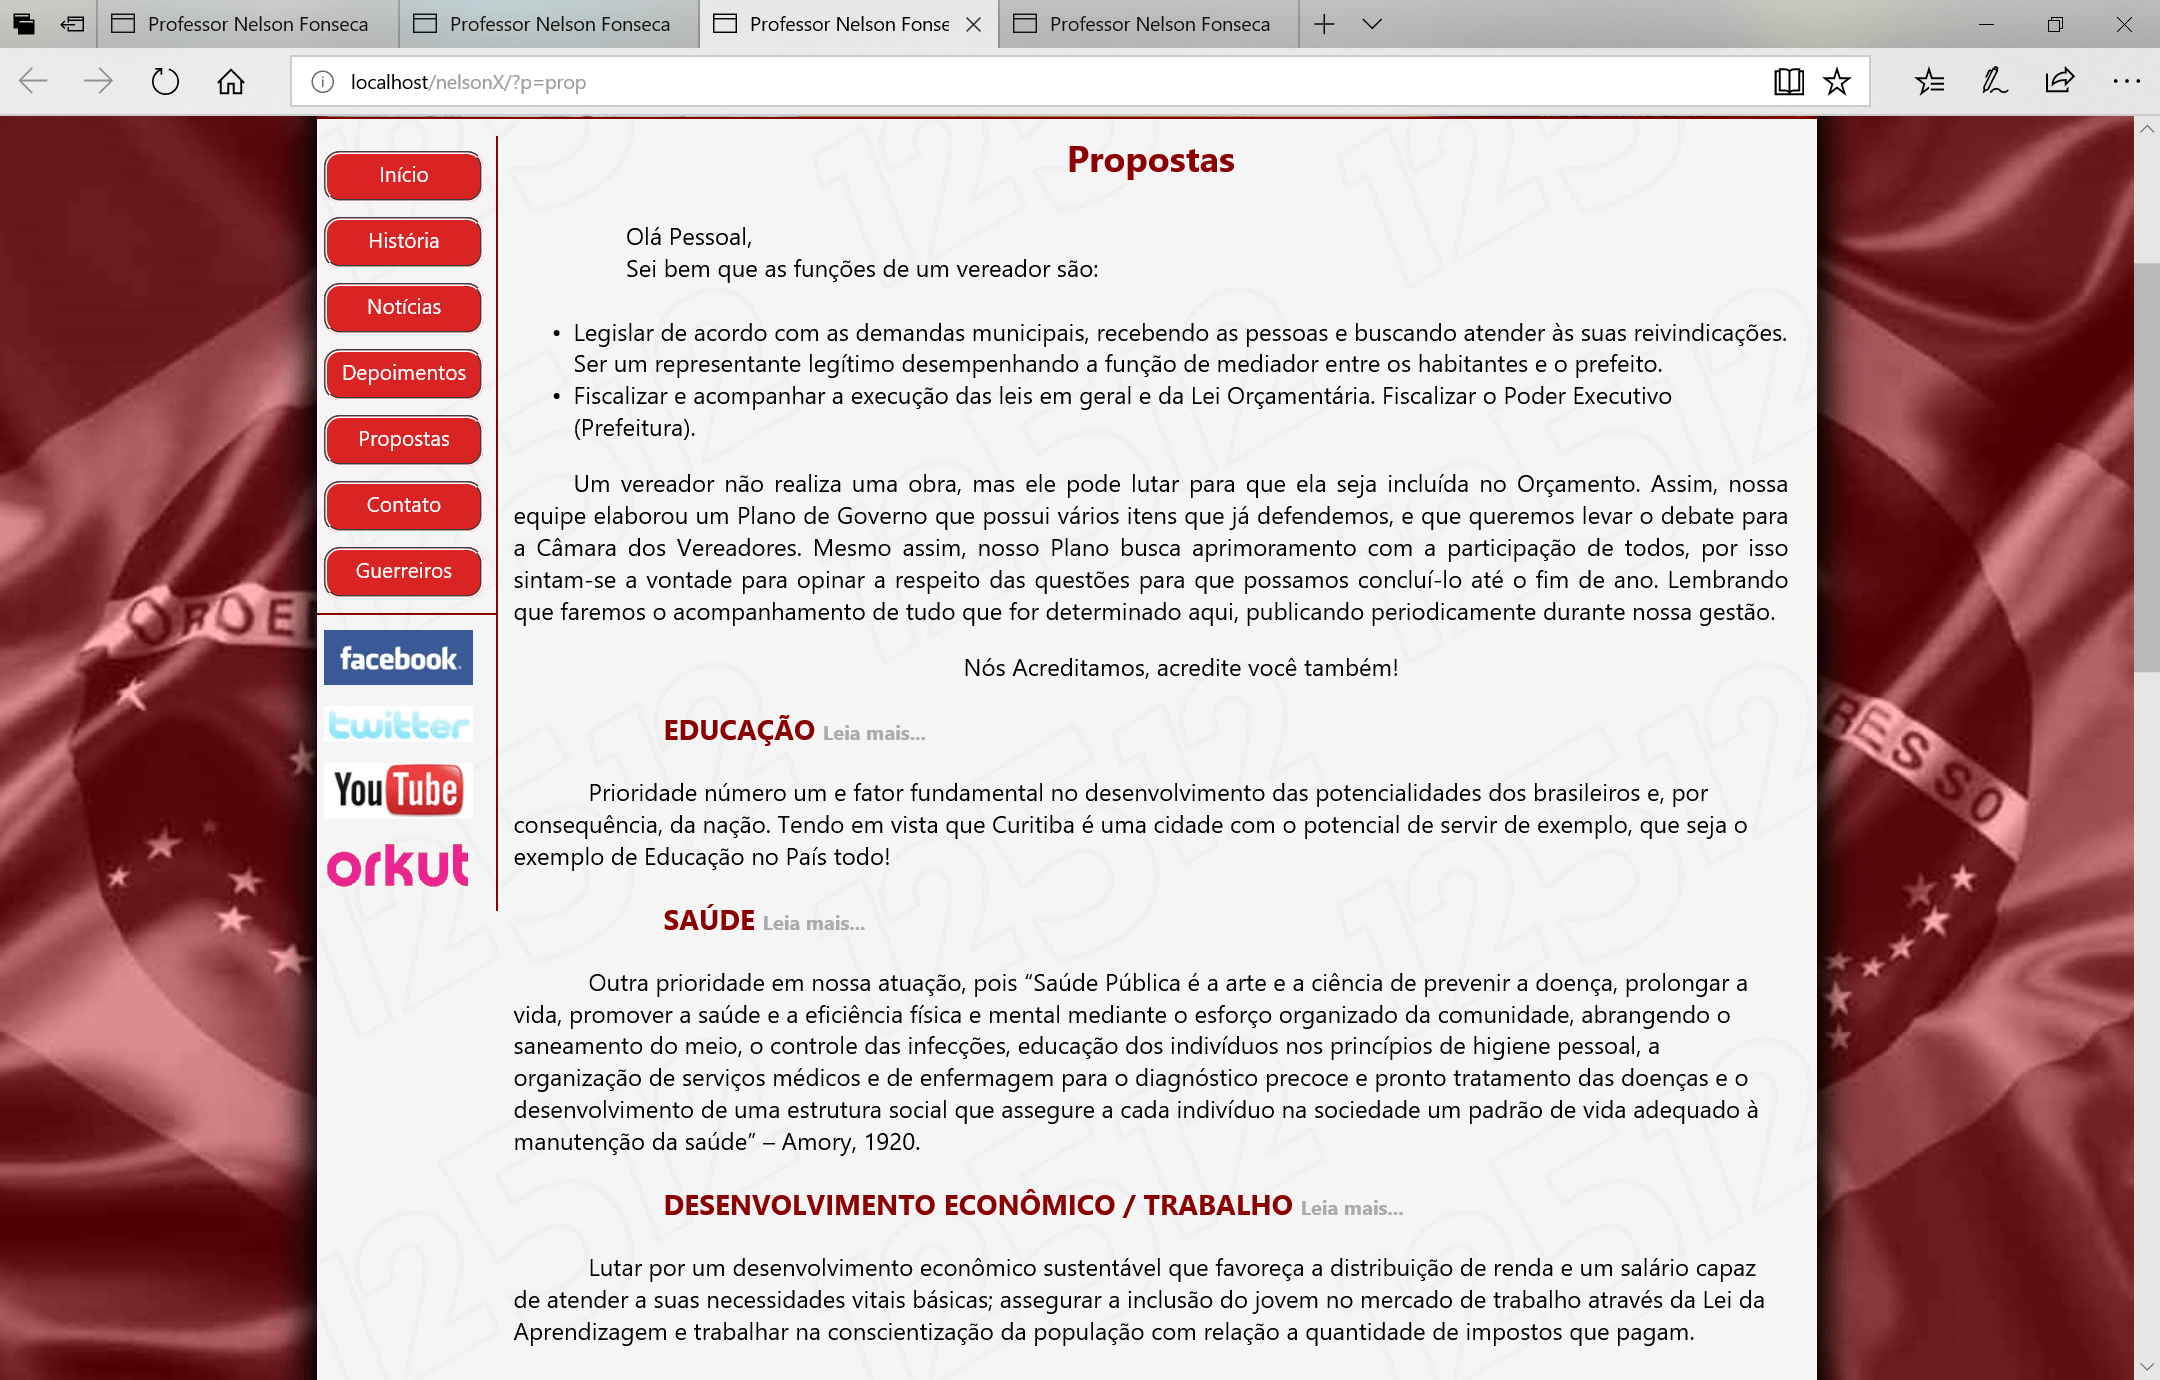 Professor Nelson Fonseca
Professor Nelson Fonseca
Professor Nelson Fonse
Professor Nelson Fonseca
localhost/nelsonX/?p=prop
Início
História
Notícias
Depoimentos
Propostas
Contato
Guerreiros
facebook.
twitter
YouTube
orkut
Propostas
Olá Pessoal,
Sei bem que as funções de um vereador são:
• Legislar de acordo com as demandas municipais, recebendo as pessoas e buscando atender às suas reivindicações.
Ser um representante legítimo desempenhando a função de mediador entre os habitantes e o prefeito.
• Fiscalizar e acompanhar a execução das leis em geral e da Lei Orçamentária. Fiscalizar o Poder Executivo
(Prefeitura).
Um vereador não realiza uma obra, mas ele pode lutar para que ela seja incluída no Orçamento. Assim, nossa
equipe elaborou um Plano de Governo que possui vários itens que já defendemos, e que queremos levar o debate para
a Câmara dos Vereadores. Mesmo assim, nosso Plano busca aprimoramento com a participação de todos, por isso
sintam-se a vontade para opinar a respeito das questões para que possamos concluí-lo até o fim de ano. Lembrando
que faremos o acompanhamento de tudo que for determinado aqui, publicando periodicamente durante nossa gestão.
Nós Acreditamos, acredite você também!
EDUCAÇÃO Leia mais...
Prioridade número um e fator fundamental no desenvolvimento das potencialidades dos brasileiros e, por
consequência, da nação. Tendo em vista que Curitiba é uma cidade com o potencial de servir de exemplo, que seja o
exemplo de Educação no País todo!
SAÚDE Leia mais...
Outra prioridade em nossa atuação, pois “Saúde Pública é a arte e a ciência de prevenir a doença, prolongar a
vida, promover a saúde e a eficiência física e mental mediante o esforço organizado da comunidade, abrangendo o
saneamento do meio, o controle das infecções, educação dos indivíduos nos princípios de higiene pessoal, a
organização de serviços médicos e de enfermagem para o diagnóstico precoce e pronto tratamento das doenças e o
desenvolvimento de uma estrutura social que assegure a cada indivíduo na sociedade um padrão de vida adequado à
manutenção da saúde” – Amory, 1920.
DESENVOLVIMENTO ECONÔMICO / TRABALHO Leia mais...
Lutar por um desenvolvimento econômico sustentável que favoreça a distribuição de renda e um salário capaz
de atender a suas necessidades vitais básicas; assegurar a inclusão do jovem no mercado de trabalho através da Lei da
Aprendizagem e trabalhar na conscientização da população com relação a quantidade de impostos que pagam.
ORDE
RESSO
12512